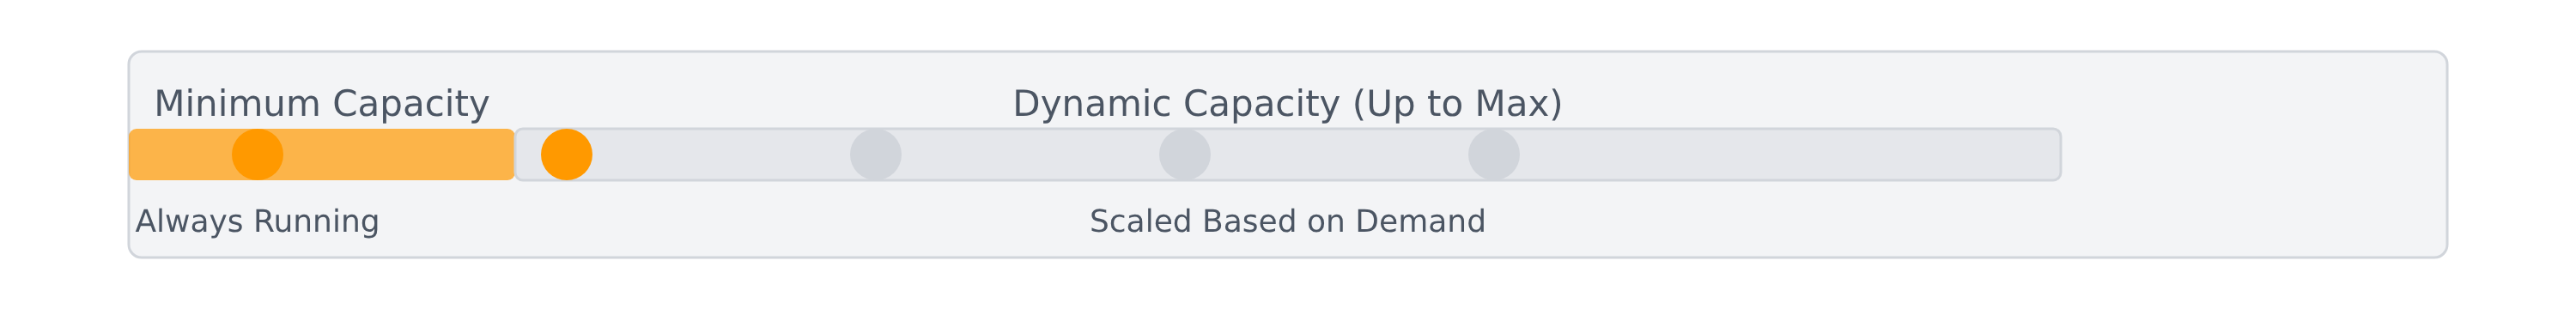 Minimum Capacity
Dynamic Capacity (Up to Max)
Always Running
Scaled Based on Demand